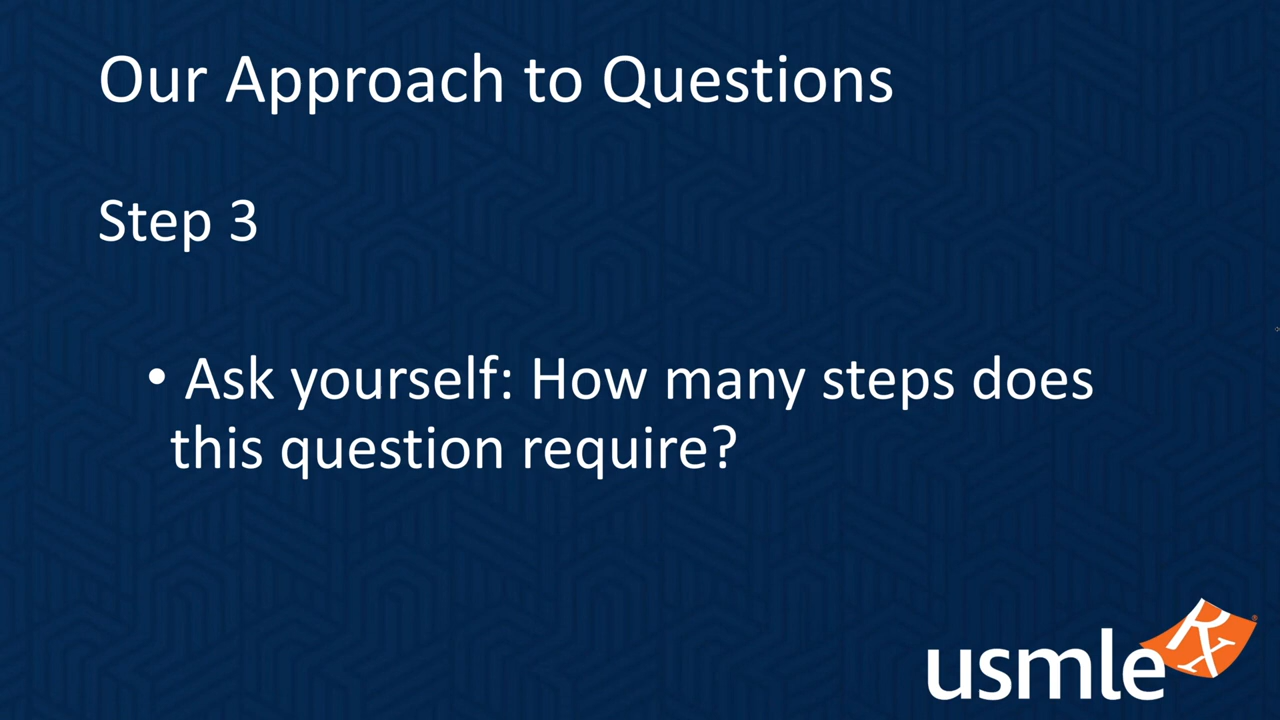 Our Approach to Questions
Step 3
• Ask yourself: How many steps does
this question require?
usmle Rx®